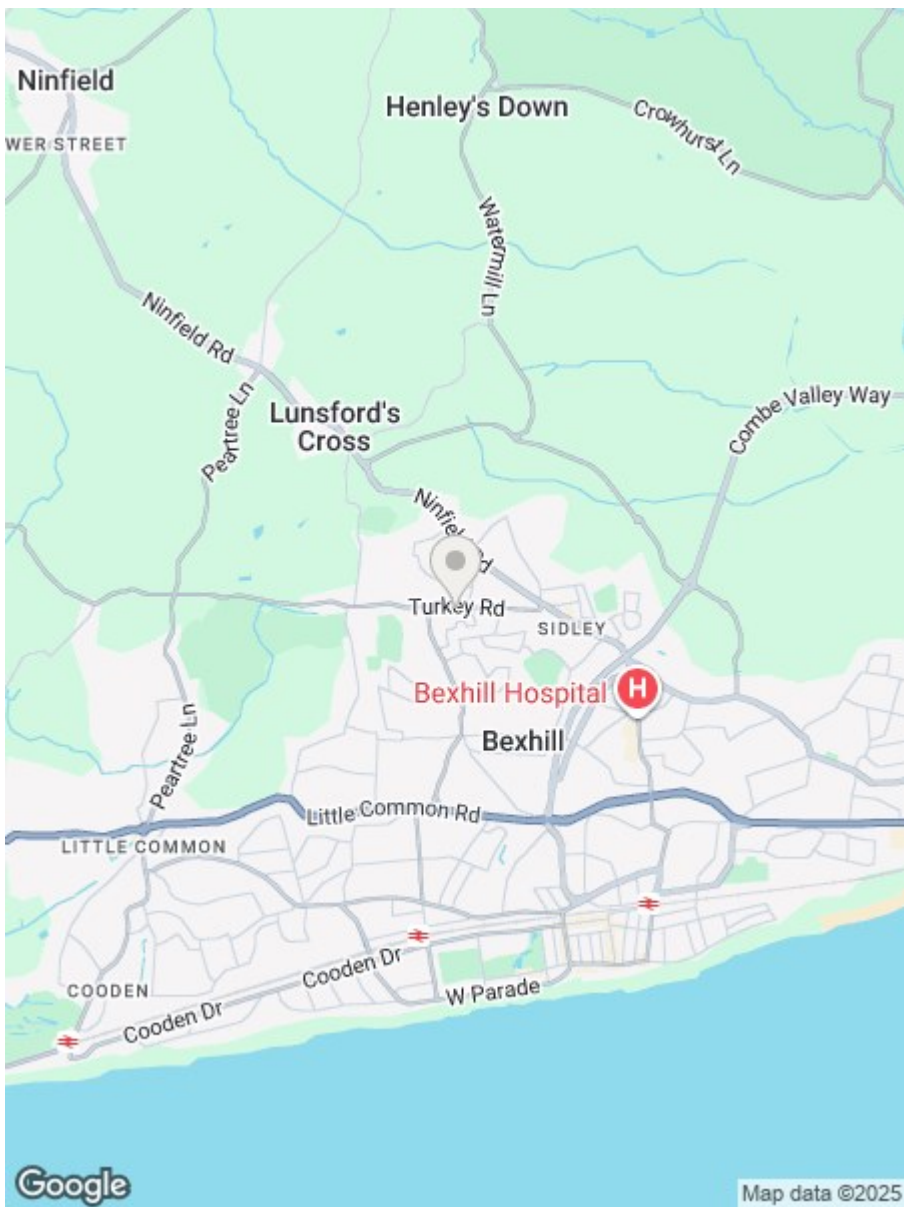 Ninfield
WER STREET
Henley's Down
Crowhurst Ln
Watermill Ln
Ninfield Rd
Lunsford's
Cross
Peartree Ln
Combe Valley Way
Ninfield Rd
Turkey Rd
SIDLEY
Bexhill Hospital
H
Bexhill
Peartree Ln
Little Common Rd
LITTLE COMMON
COODEN
Cooden Dr
Cooden Dr
W Parade
Google
Map data ©2025